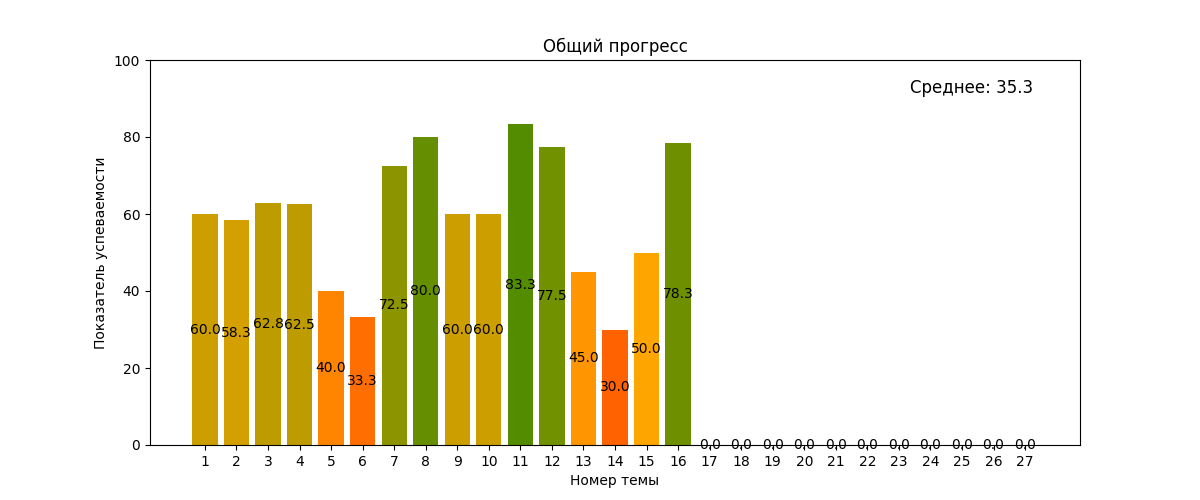 Общий прогресс
Среднее: 35.3
Показатель успеваемости
100
80
60
40
20
0
60.0 58.3 62.8 62.5 40.0 33.3 72.5 80.0 60.0 60.0 83.3 77.5 45.0 30.0 50.0 78.3 0.0 0.0 0.0 0.0 0.0 0.0 0.0 0.0 0.0 0.0 0.0
1 2 3 4 5 6 7 8 9 10 11 12 13 14 15 16 17 18 19 20 21 22 23 24 25 26 27
Номер темы